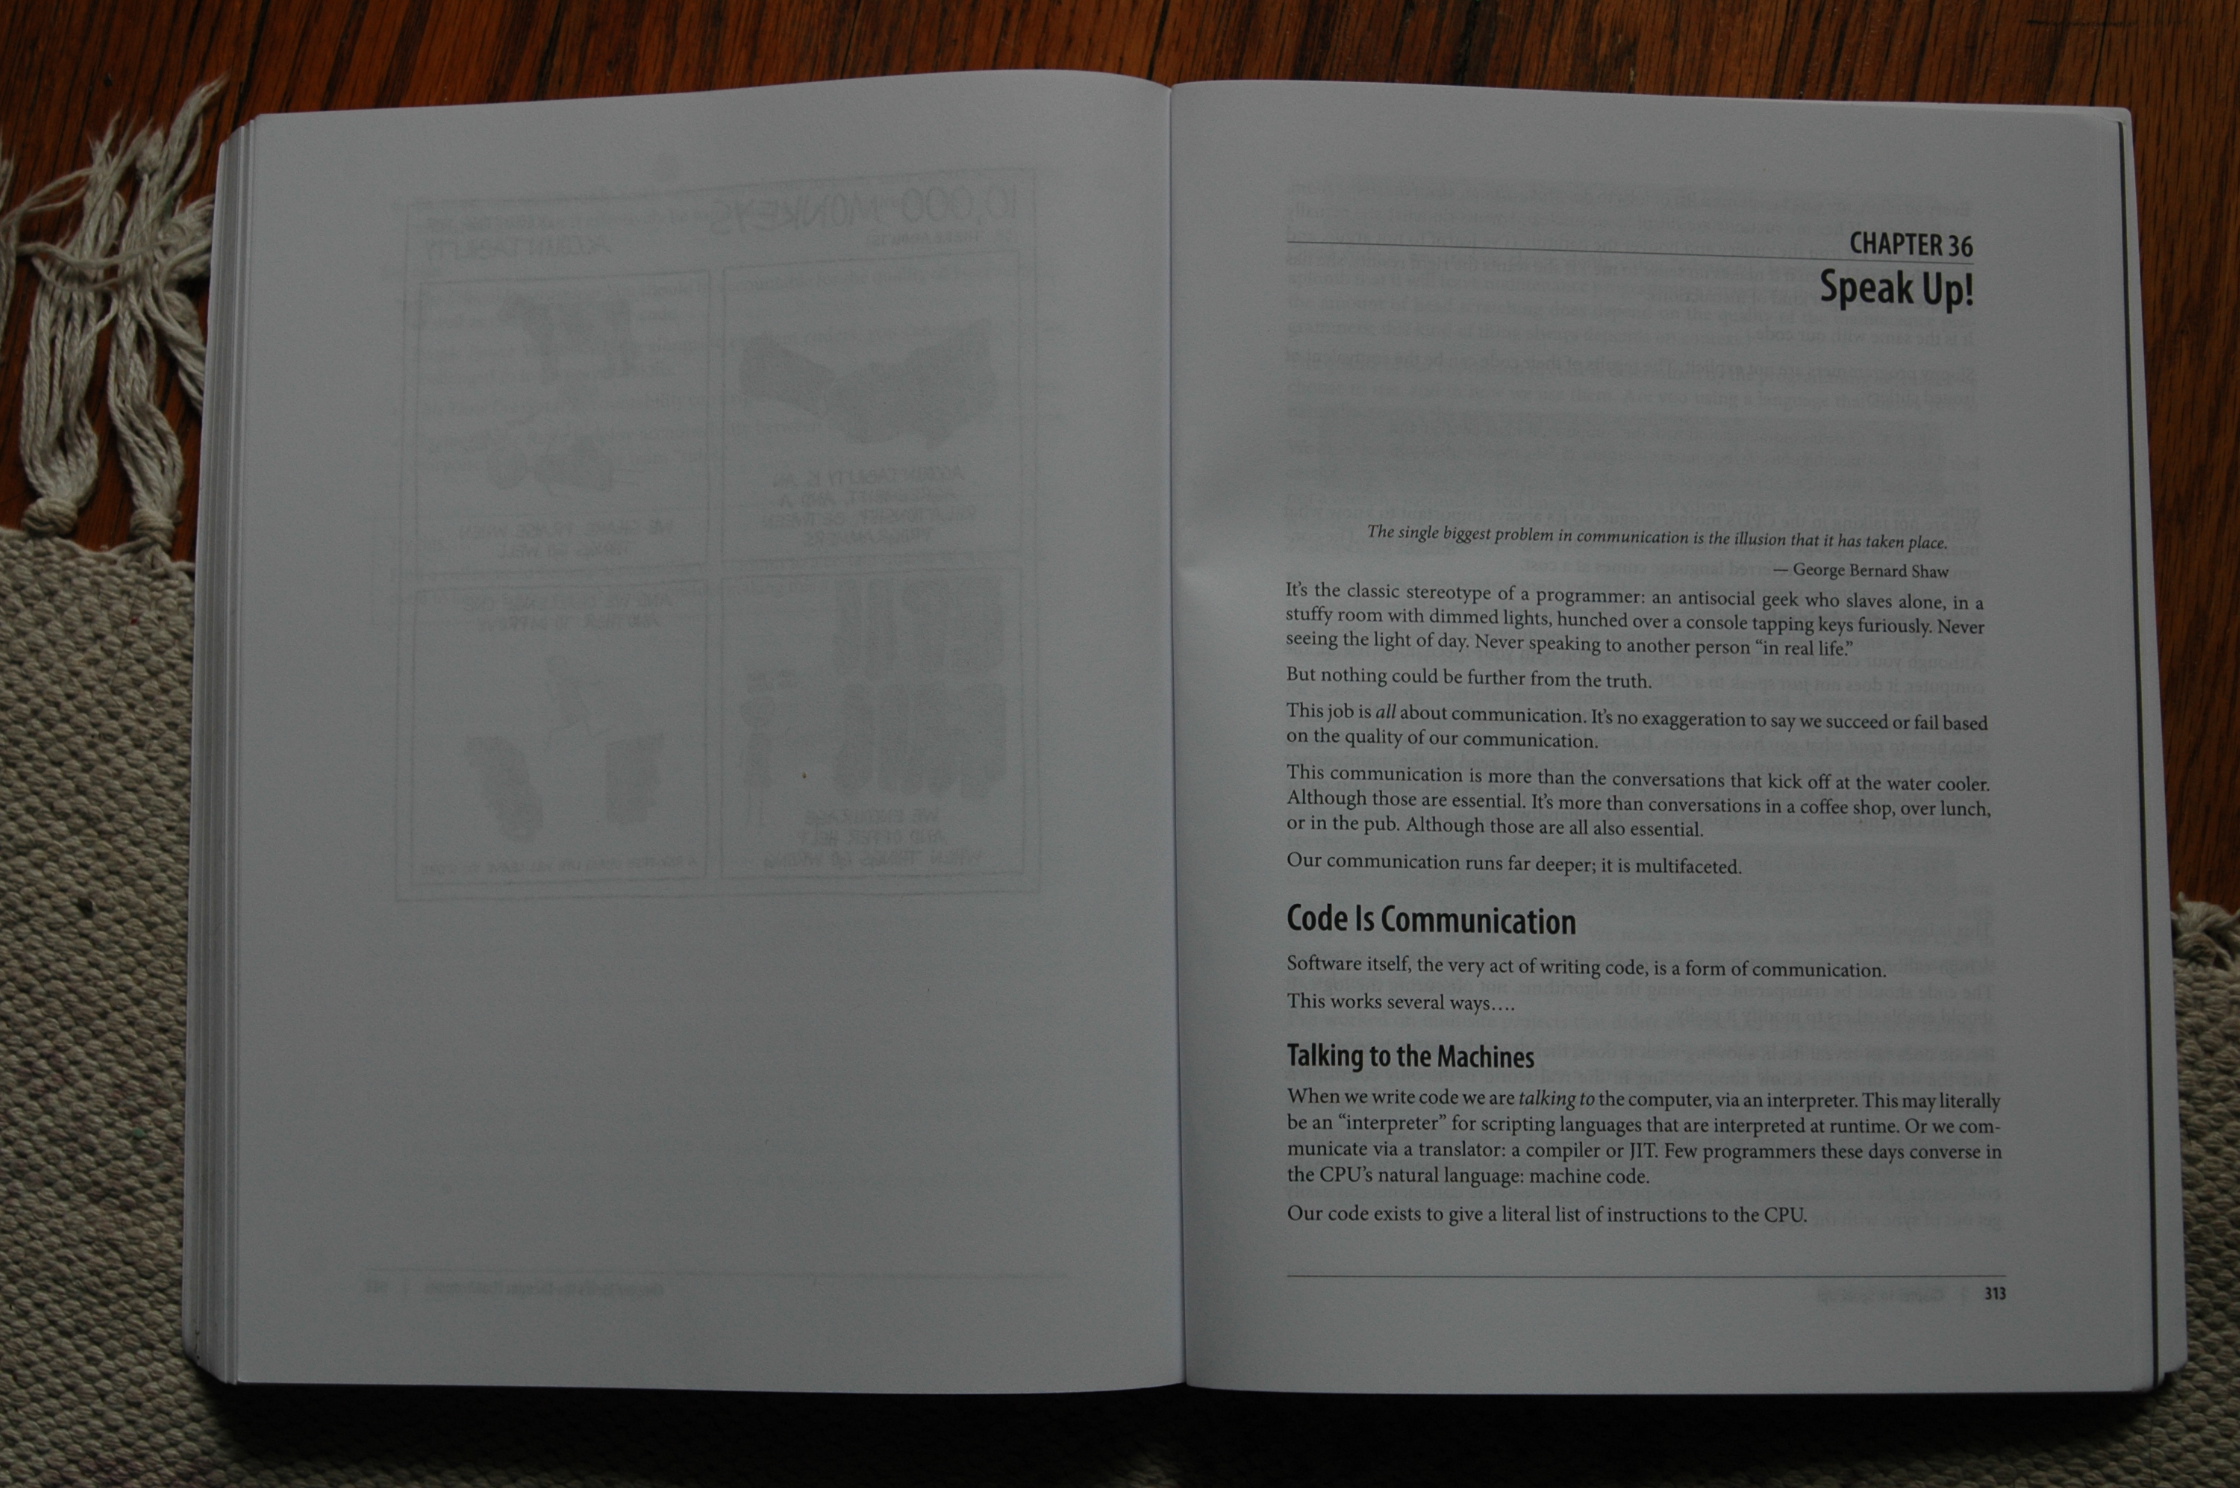 CHAPTER 36
Speak Up!
The single biggest problem in communication is the illusion that it has taken place.
— George Bernard Shaw
It's the classic stereotype of a programmer: an antisocial geek who slaves alone, in a
stuffy room with dimmed lights, hunched over a console tapping keys furiously. Never
seeing the light of day. Never speaking to another person “in real life.”
But nothing could be further from the truth.
This job is all about communication. It's no exaggeration to say we succeed or fail based
on the quality of our communication.
This communication is more than the conversations that kick off at the water cooler.
Although those are essential. It's more than conversations in a coffee shop, over lunch,
or in the pub. Although those are all also essential.
Our communication runs far deeper; it is multifaceted.
Code Is Communication
Software itself, the very act of writing code, is a form of communication.
This works several ways….
Talking to the Machines
When we write code we are talking to the computer, via an interpreter. This may literally
be an “interpreter” for scripting languages that are interpreted at runtime. Or we com-
municate via a translator: a compiler or JIT. Few programmers these days converse in
the CPU's natural language: machine code.
Our code exists to give a literal list of instructions to the CPU.
313